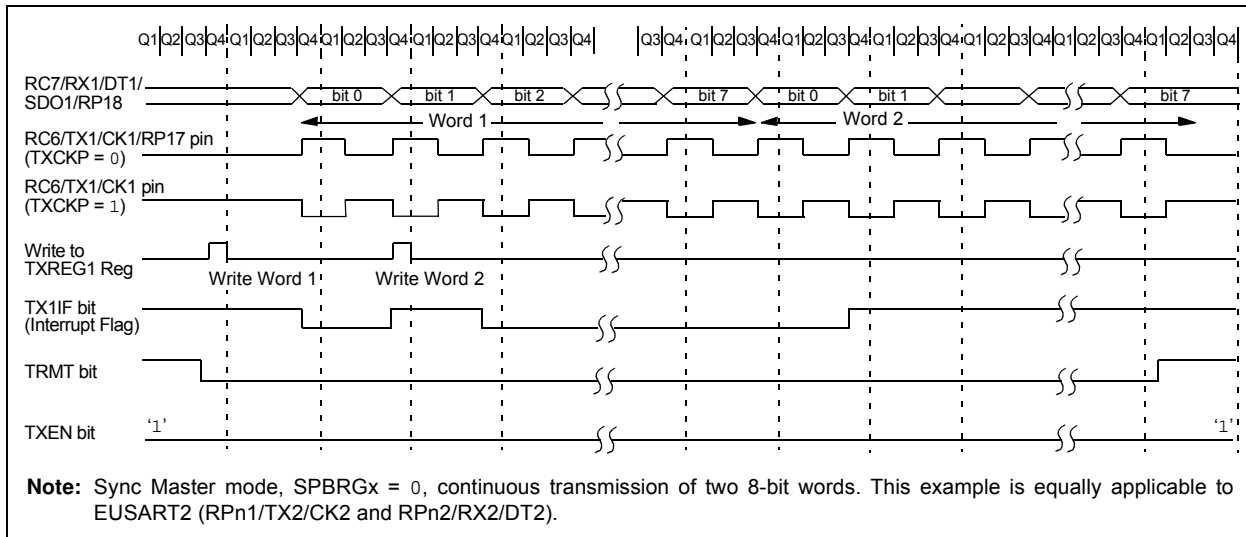 Q1 Q2 Q3 Q4 Q1 Q2 Q3 Q4 Q1 Q2 Q3 Q4 Q1 Q2 Q3 Q4 Q1 Q2 Q3 Q4 Q3 Q4 Q1 Q2 Q3 Q4 Q1 Q2 Q3 Q4 Q1 Q2 Q3 Q4 Q1 Q2 Q3 Q4 Q1 Q2 Q3 Q4 Q1 Q2 Q3 Q4
RC7/RX1/DT1/
SDO1/RP18
bit 0 bit 1 bit 2 bit 7 bit 0 bit 1 bit 7
Word 1 Word 2
RC6/TX1/CK1/RP17 pin
(TXCKP = 0)
RC6/TX1/CK1 pin
(TXCKP = 1)
Write to
TXREG1 Reg
Write Word 1 Write Word 2
TX1IF bit
(Interrupt Flag)
TRMT bit
TXEN bit
‘1’ ‘1’
Note: Sync Master mode, SPBRGx = 0, continuous transmission of two 8-bit words. This example is equally applicable to
EUSART2 (RPn1/TX2/CK2 and RPn2/RX2/DT2).